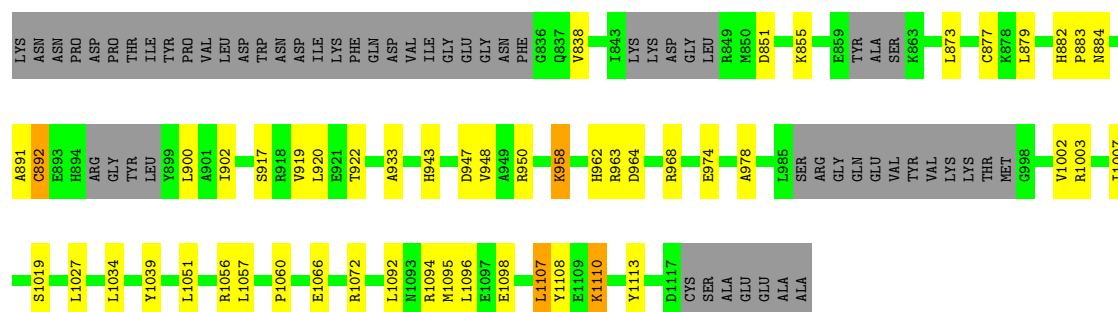 LYS ASN ASN PRO ASP PRO THR ILE TYR PRO VAL LEU ASP TRP ASN ASP ILE LYS PHE GLN ASP VAL ILE GLY GLU GLY ASN PHE G836 Q837 V838 I843 LYS LYS ASP GLY LEU R849 M850 D851 K855 E859 TYR ALA SER K863 L873 C877 K878 L879 H882 P883 N884
A891 C892 E893 H894 ARG GLY TYR LEU Y899 L900 A901 I902 S917 R918 V919 L920 E921 T922 A933 H943 D947 V948 A949 R950 K958 H962 R963 D964 R968 E974 A978 L985 SER ARG GLY GLN GLU VAL TYR VAL LYS LYS THR MET G998 V1002 R1003 I1007
S1019 L1027 L1034 Y1039 L1051 R1056 L1057 P1060 E1066 R1072 L1092 N1093 R1094 M1095 L1096 E1097 E1098 L1107 Y1108 E1109 K1110 Y1113 D1117 CYS SER ALA GLU GLU ALA ALA